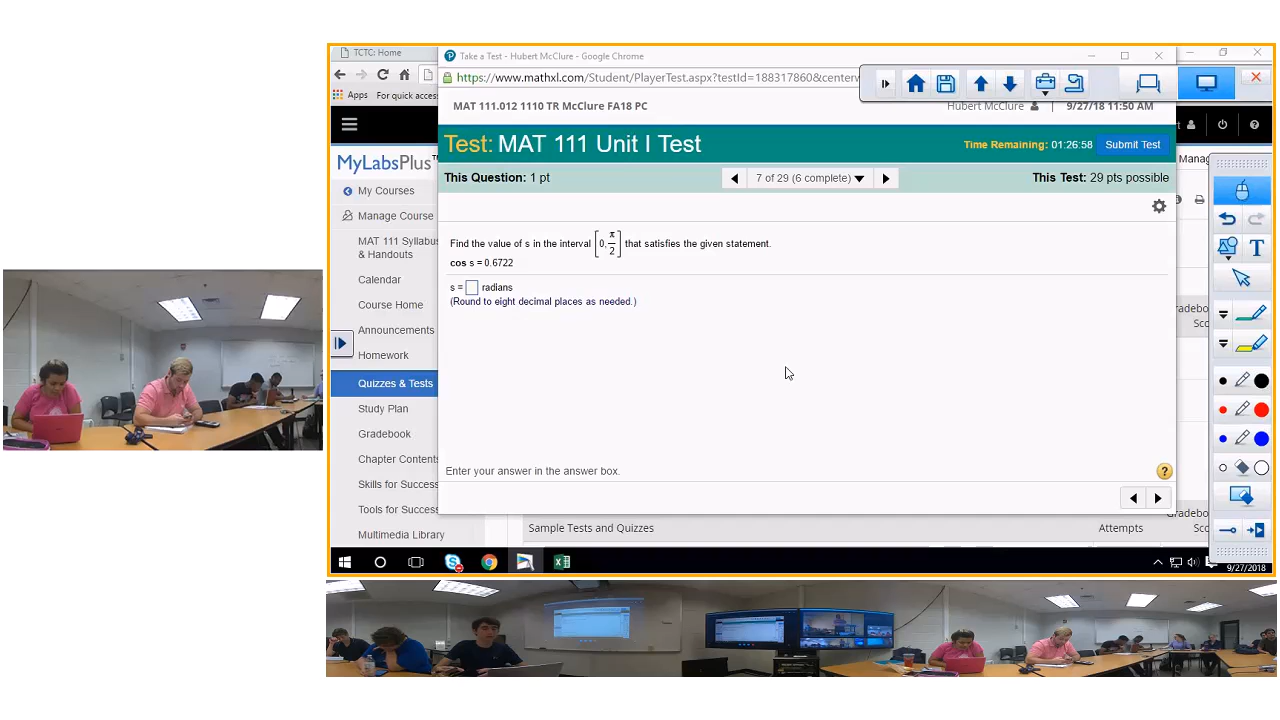 TCTC: Home
Take a Test - Hubert McClure - Google Chrome
https://www.mathxl.com/Student/PlayerTest.aspx?testId=188317860&center
Apps For quick access
MAT 111.012 1110 TR McClure FA18 PC
Hubert McClure
9/27/18 11:50 AM
Test: MAT 111 Unit I Test
Time Remaining: 01:26:58
Submit Test
This Question: 1 pt
7 of 29 (6 complete)
This Test: 29 pts possible
MyLabsPlus™
My Courses
Manage Course
MAT 111 Syllabus
& Handouts
Calendar
Course Home
Announcements
Homework
Quizzes & Tests
Study Plan
Gradebook
Chapter Contents
Skills for Success
Tools for Success
Multimedia Library
Find the value of s in the interval [0, π/2] that satisfies the given statement.
cos s = 0.6722
s = radians
(Round to eight decimal places as needed.)
Enter your answer in the answer box.
?
Sample Tests and Quizzes
Attempts
T
9/27/2018